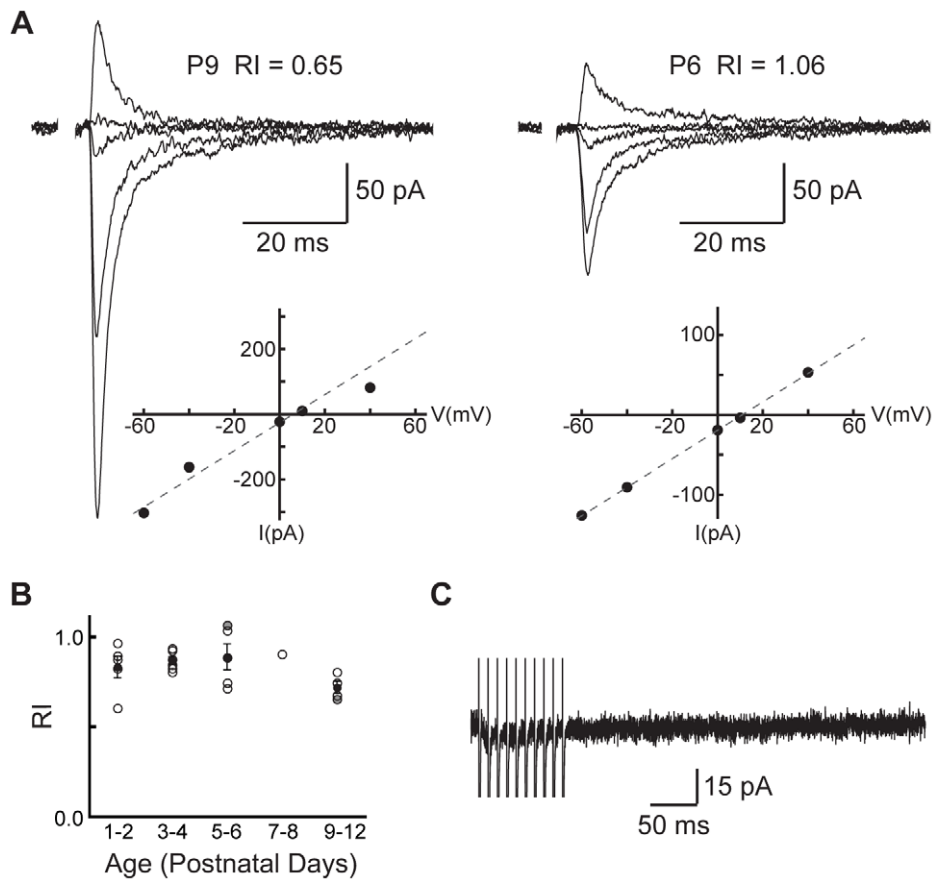 A
P9 RI = 0.65
P6 RI = 1.06
50 pA
20 ms
50 pA
20 ms
200
-60
-20
20
60
V(mV)
-200
I(pA)
100
-60
-20
20
60
V(mV)
-100
I(pA)
B
1.0
RI
0.0
1-2
3-4
5-6
7-8
9-12
Age (Postnatal Days)
C
15 pA
50 ms